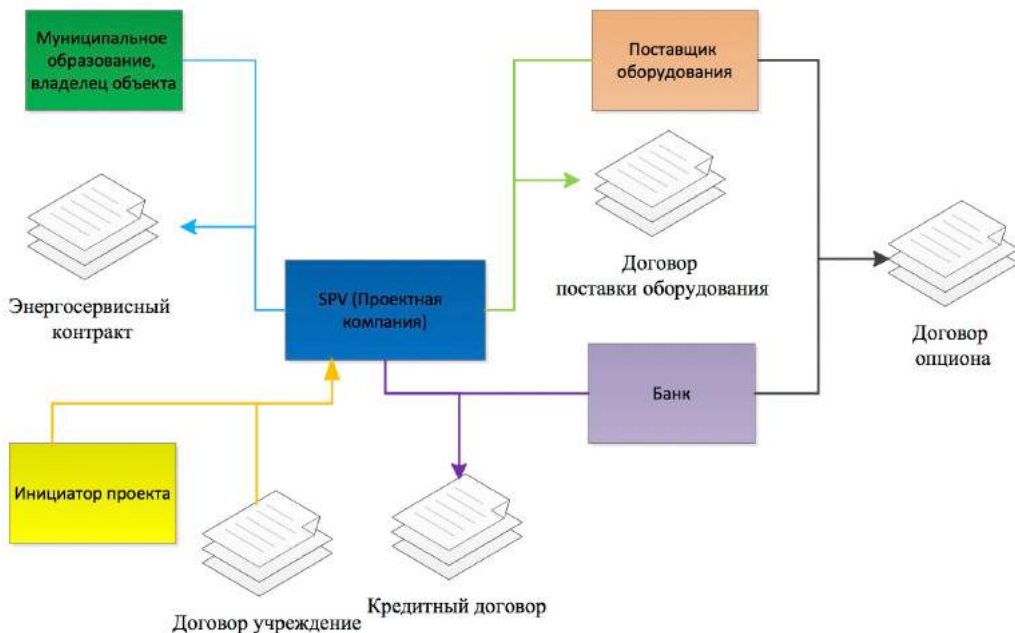 Муниципальное
образование,
владелец объекта
Поставщик
оборудования
Энергосервисный
контракт
SPV (Проектная
компания)
Договор
поставки оборудования
Договор
опциона
Банк
Инициатор проекта
Договор учреждение
Кредитный договор